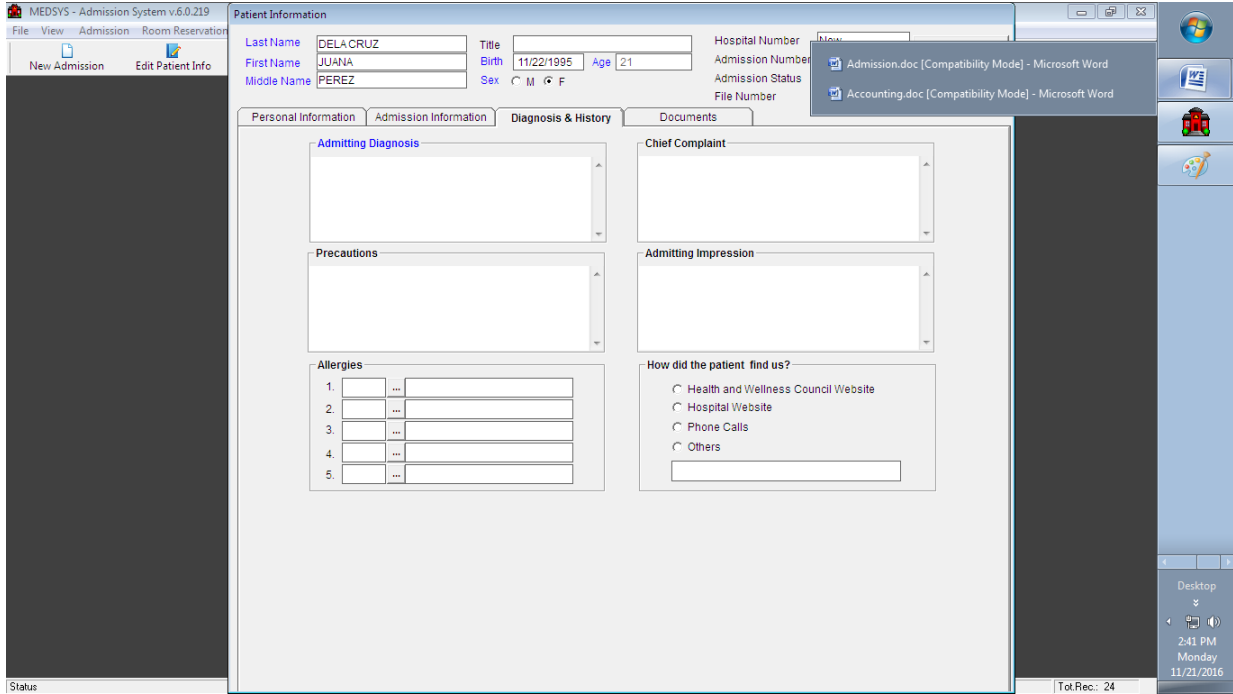 MEDSYS - Admission System v.6.0.219
File View Admission Room Reservation
New Admission Edit Patient Info
Patient Information
Last Name DELA CRUZ Title Hospital Number New
First Name JUANA Birth 11/22/1995 Age 21 Admission Number
Middle Name PEREZ Sex M F Admission Status
File Number
Admission.doc [Compatibility Mode] - Microsoft Word
Accounting.doc [Compatibility Mode] - Microsoft Word
Personal Information Admission Information Diagnosis & History Documents
Admitting Diagnosis Chief Complaint
Precautions Admitting Impression
Allergies How did the patient find us?
1. ...
Health and Wellness Council Website
2. ...
Hospital Website
3. ...
Phone Calls
4. ...
Others
5. ...
Desktop
2:41 PM
Monday
11/21/2016
Status Tot.Rec.: 24